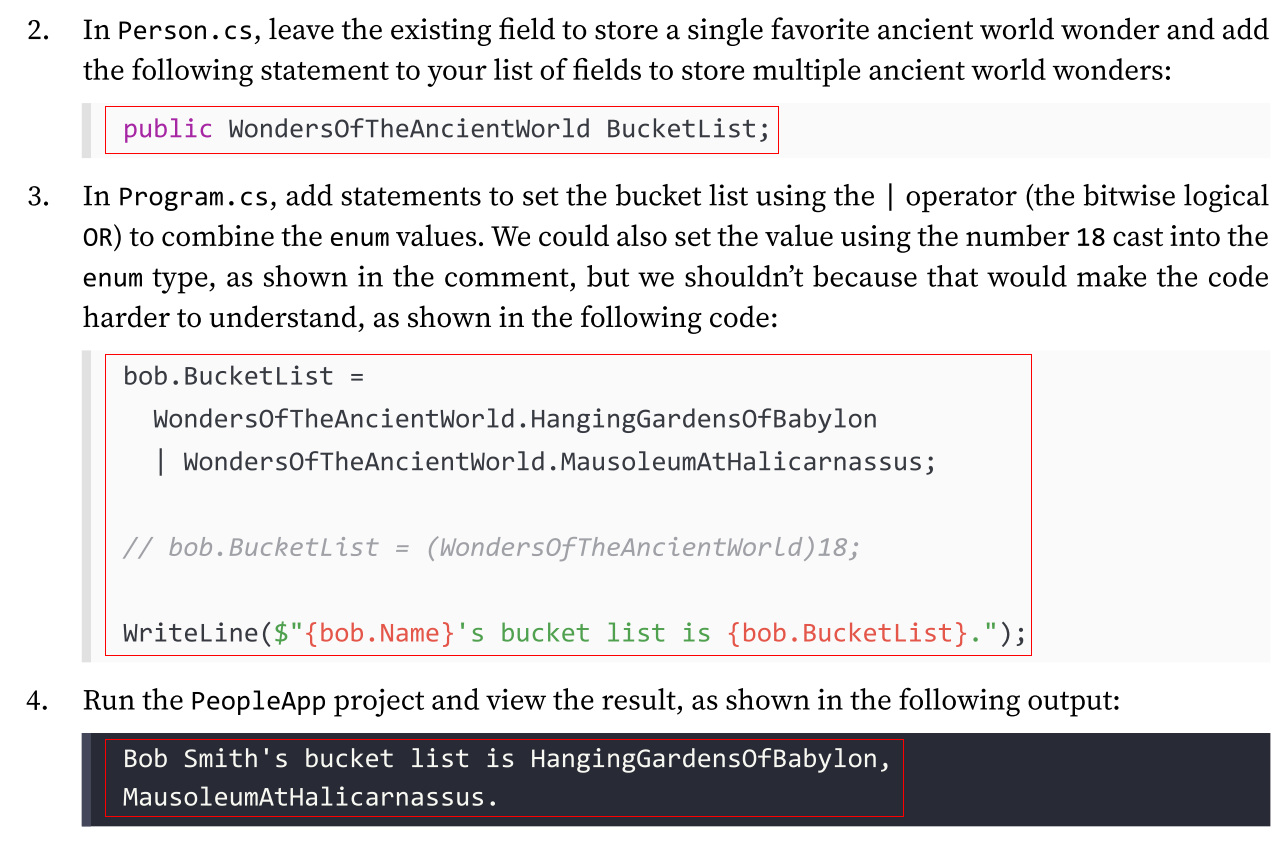 2. In Person.cs, leave the existing field to store a single favorite ancient world wonder and add
the following statement to your list of fields to store multiple ancient world wonders:
public WondersOfTheAncientWorld BucketList;
3. In Program.cs, add statements to set the bucket list using the | operator (the bitwise logical
OR) to combine the enum values. We could also set the value using the number 18 cast into the
enum type, as shown in the comment, but we shouldn’t because that would make the code
harder to understand, as shown in the following code:
bob.BucketList =
  WondersOfTheAncientWorld.HangingGardensOfBabylon
  | WondersOfTheAncientWorld.MausoleumAtHalicarnassus;
// bob.BucketList = (WondersOfTheAncientWorld)18;
WriteLine($"{bob.Name}'s bucket list is {bob.BucketList}.");
4. Run the PeopleApp project and view the result, as shown in the following output:
Bob Smith's bucket list is HangingGardensOfBabylon,
MausoleumAtHalicarnassus.